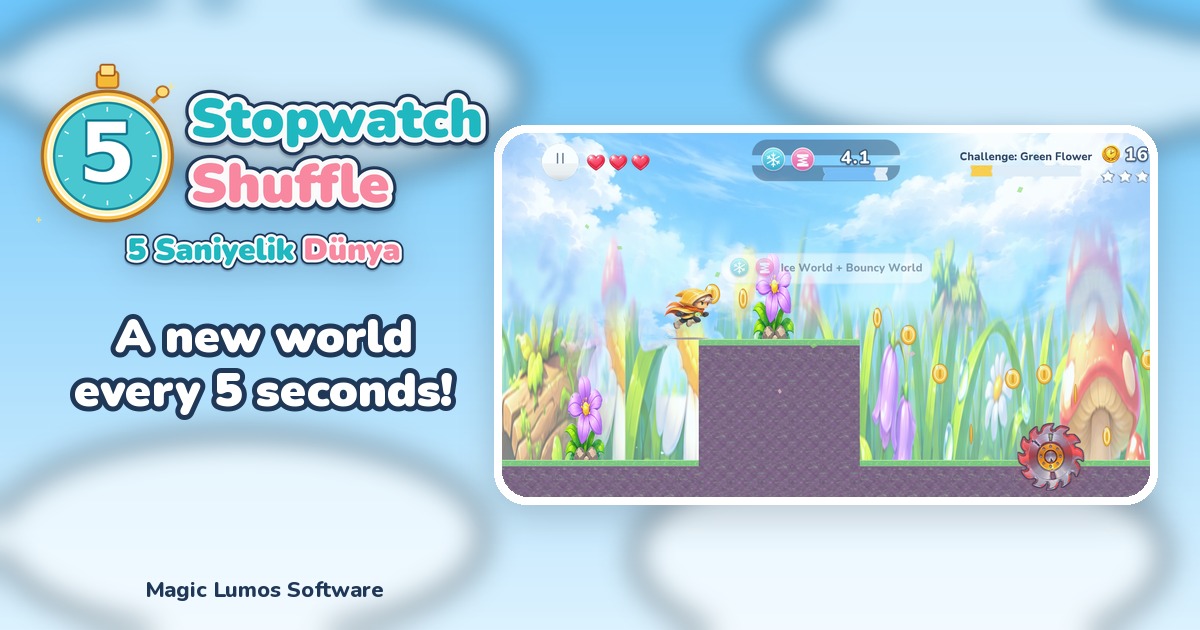 5
Stopwatch
Shuffle
5 Saniyelik Dünya
A new world
every 5 seconds!
Magic Lumos Software
4.1
Challenge: Green Flower
16
Ice World + Bouncy World